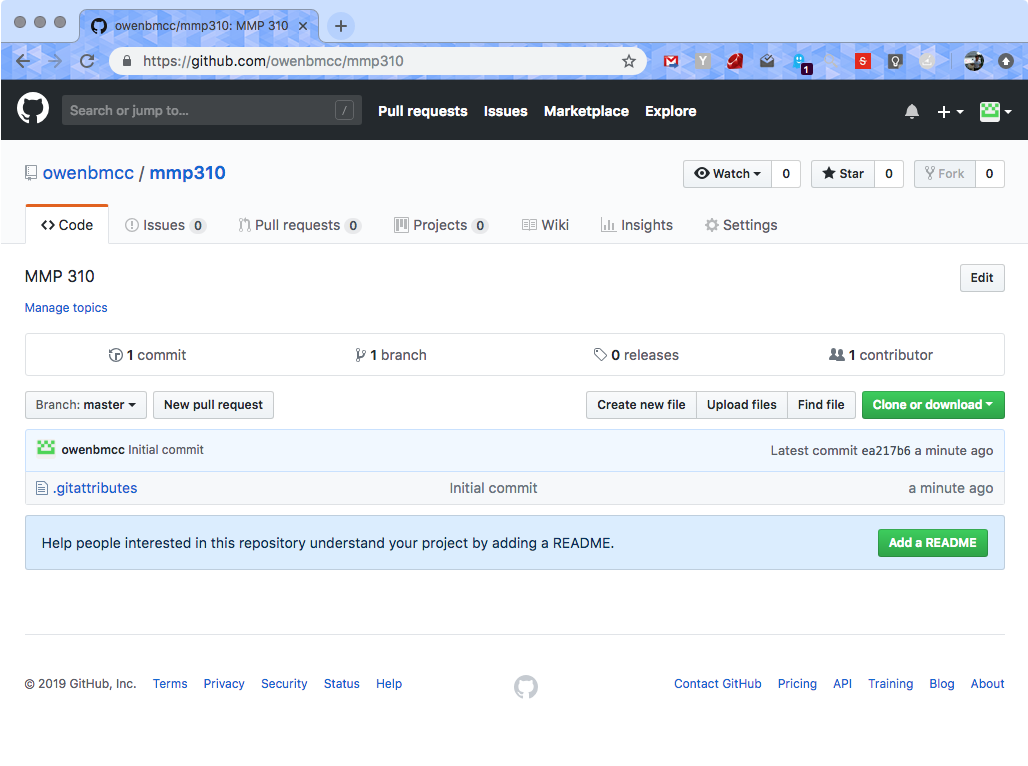 owenbmcc/mmp310: MMP 310
https://github.com/owenbmcc/mmp310
Y
1
S
Search or jump to... / Pull requests Issues Marketplace Explore
owenbmcc / mmp310 Watch 0 Star 0 Fork 0
Code Issues 0 Pull requests 0 Projects 0 Wiki Insights Settings
MMP 310 Edit
Manage topics
1 commit 1 branch 0 releases 1 contributor
Branch: master New pull request Create new file Upload files Find file Clone or download
owenbmcc Initial commit Latest commit ea217b6 a minute ago
.gitattributes Initial commit a minute ago
Help people interested in this repository understand your project by adding a README. Add a README
© 2019 GitHub, Inc. Terms Privacy Security Status Help Contact GitHub Pricing API Training Blog About